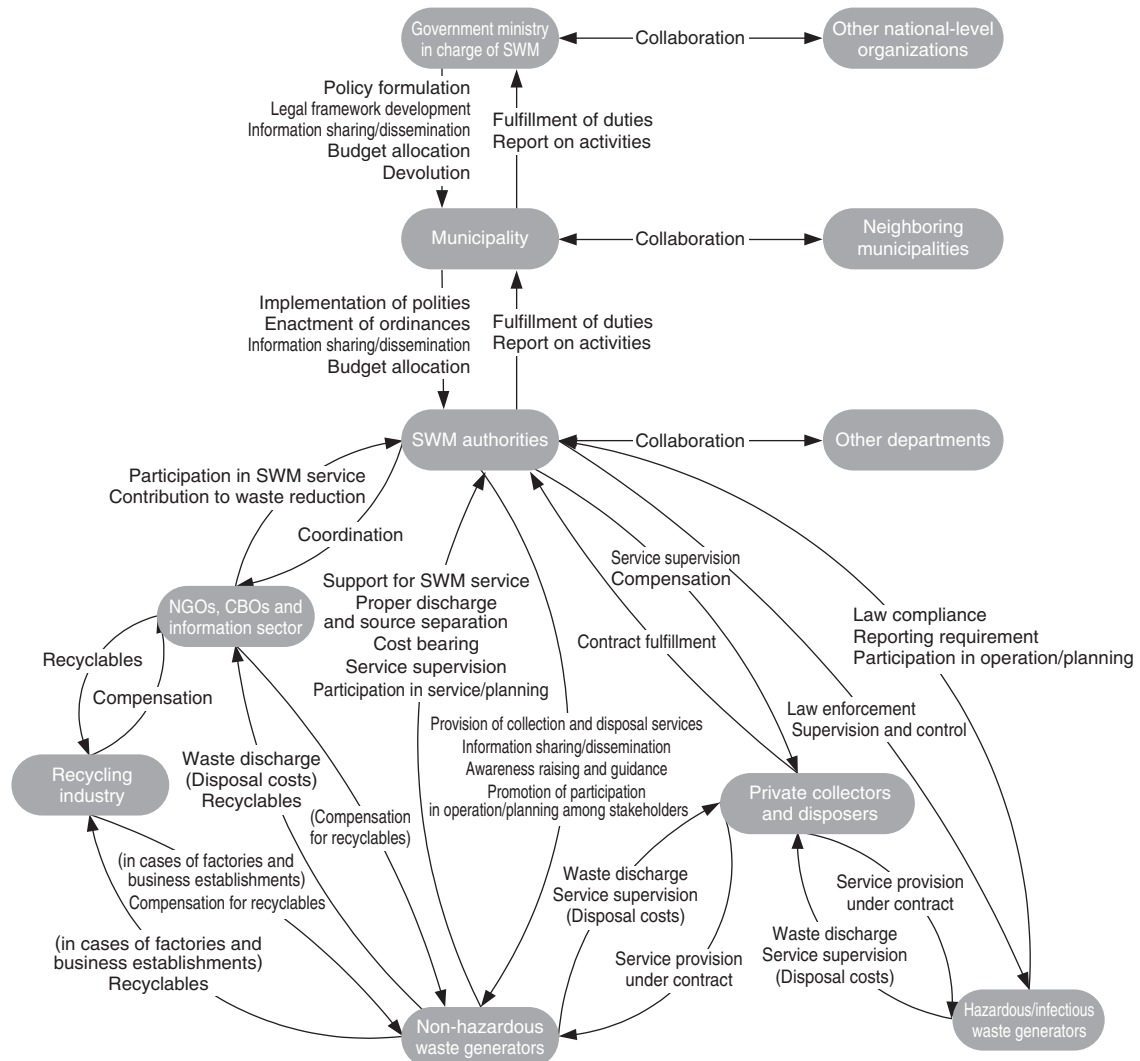 Government ministry
in charge of SWM
Collaboration
Other national-level
organizations
Policy formulation
Legal framework development
Information sharing/dissemination
Budget allocation
Devolution
Fulfillment of duties
Report on activities
Municipality
Collaboration
Neighboring
municipalities
Implementation of polities
Enactment of ordinances
Information sharing/dissemination
Budget allocation
Fulfillment of duties
Report on activities
SWM authorities
Collaboration
Other departments
Participation in SWM service
Contribution to waste reduction
Coordination
Support for SWM service
Proper discharge
and source separation
Cost bearing
Service supervision
Participation in service/planning
Service supervision
Compensation
Contract fulfillment
Law compliance
Reporting requirement
Participation in operation/planning
NGOs, CBOs and
information sector
Recyclables
Compensation
Law enforcement
Supervision and control
Provision of collection and disposal services
Information sharing/dissemination
Awareness raising and guidance
Promotion of participation
in operation/planning among stakeholders
Recycling
industry
Waste discharge
(Disposal costs)
Recyclables
(Compensation
for recyclables)
Private collectors
and disposers
(in cases of factories and
business establishments)
Compensation for recyclables
Waste discharge
Service supervision
(Disposal costs)
Service provision
under contract
(in cases of factories and
business establishments)
Recyclables
Service provision
under contract
Waste discharge
Service supervision
(Disposal costs)
Non-hazardous
waste generators
Hazardous/infectious
waste generators